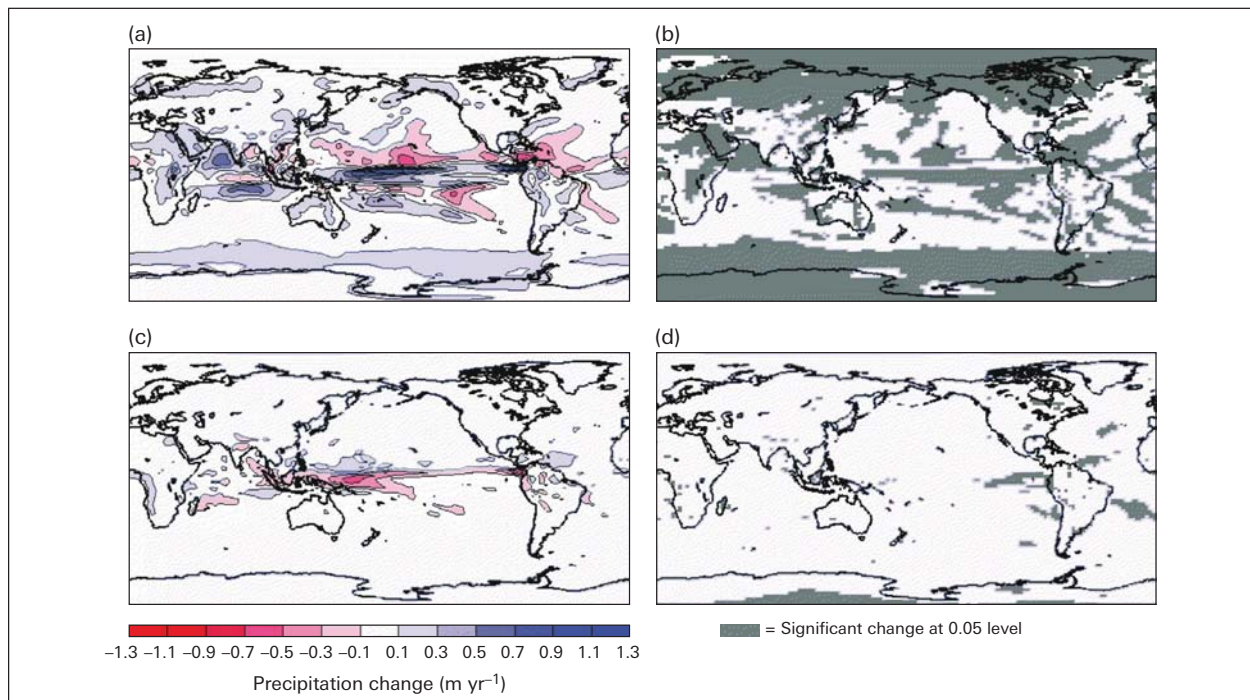 (a)
(b)
(c)
(d)
−1.3 −1.1 −0.9 −0.7 −0.5 −0.3 −0.1 0.1 0.3 0.5 0.7 0.9 1.1 1.3
Precipitation change (m yr⁻¹)
= Significant change at 0.05 level